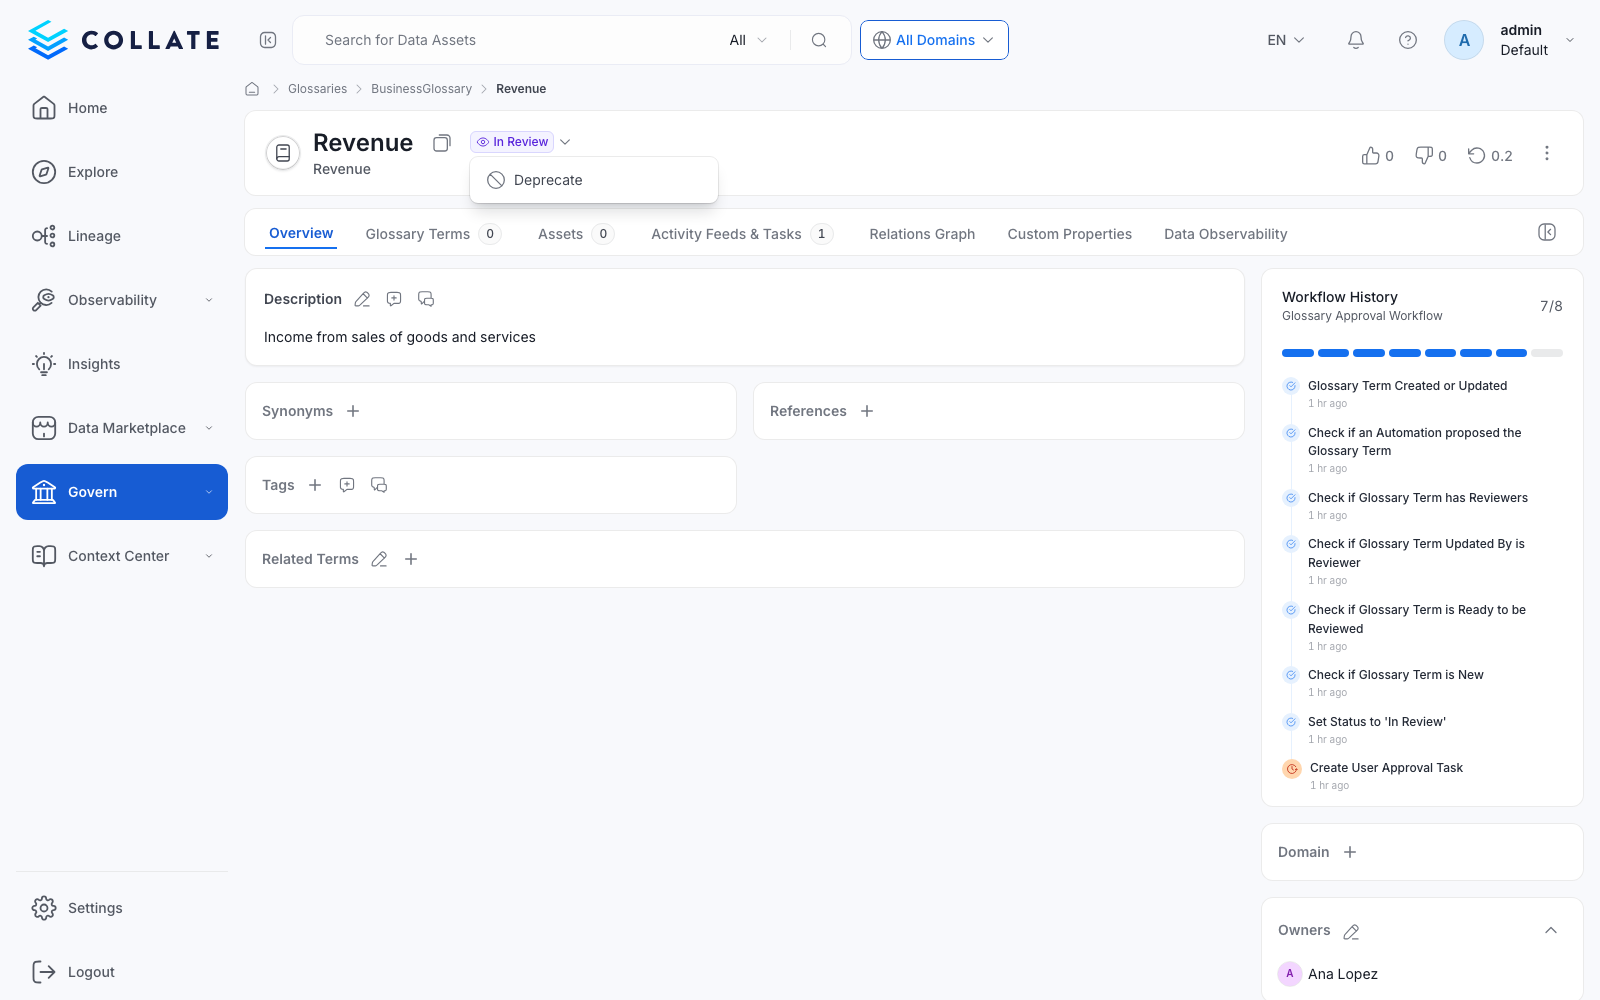 COLLATE
Search for Data Assets
All
All Domains
EN
A
admin
Default
Home
Explore
Lineage
Observability
Insights
Data Marketplace
Govern
Context Center
Settings
Logout
Glossaries
BusinessGlossary
Revenue
Revenue
In Review
Revenue
Deprecate
0
0
0.2
Overview
Glossary Terms 0
Assets 0
Activity Feeds & Tasks 1
Relations Graph
Custom Properties
Data Observability
Description
Income from sales of goods and services
Synonyms
References
Tags
Related Terms
Workflow History
Glossary Approval Workflow
7/8
Glossary Term Created or Updated
1 hr ago
Check if an Automation proposed the
Glossary Term
1 hr ago
Check if Glossary Term has Reviewers
1 hr ago
Check if Glossary Term Updated By is
Reviewer
1 hr ago
Check if Glossary Term is Ready to be
Reviewed
1 hr ago
Check if Glossary Term is New
1 hr ago
Set Status to 'In Review'
1 hr ago
Create User Approval Task
1 hr ago
Domain
Owners
A
Ana Lopez